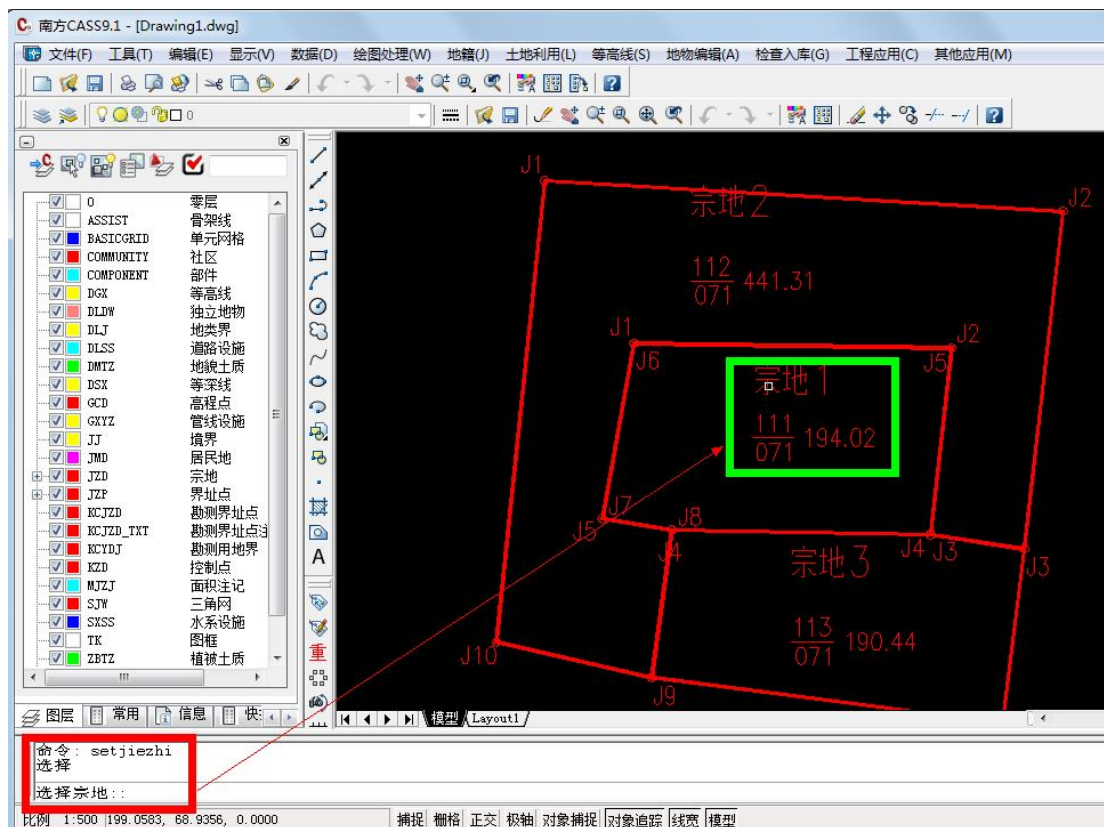 南方CASS9.1 - [Drawing1.dwg]
文件(F) 工具(T) 编辑(E) 显示(V) 数据(D) 绘图处理(W) 地籍(J) 土地利用(L) 等高线(S) 地物编辑(A) 检查入库(G) 工程应用(C) 其他应用(M)
0
0 零层
ASSIST 骨架线
BASICGRID 单元网格
COMMUNITY 社区
COMPONENT 部件
DGX 等高线
DLDW 独立地物
DLJ 地类界
DLSS 道路设施
DMTZ 地貌土质
DSX 等深线
GCD 高程点
GXYZ 管线设施
JJ 境界
JMD 居民地
JZD 宗地
JZP 界址点
KCJZD 勘测界址点
KCJZD_TXT 勘测界址点注
KCYDJ 勘测用地界
KZD 控制点
MJZJ 面积注记
SJW 三角网
SXSS 水系设施
TK 图框
ZBTZ 植被土质
图层 常用 信息 快
A
重
J1
宗地2
J2
112
071 441.31
J1
J2
J6
J5
宗地1
111
071 194.02
J7
J5
J8
J4
J4
J3
J3
宗地3
113
071 190.44
J10
J9
模型 Layout1
命令: setjiezhi
选择
选择宗地::
比例 1:500 199.0583, 68.9356, 0.0000 捕捉 栅格 正交 极轴 对象捕捉 对象追踪 线宽 模型